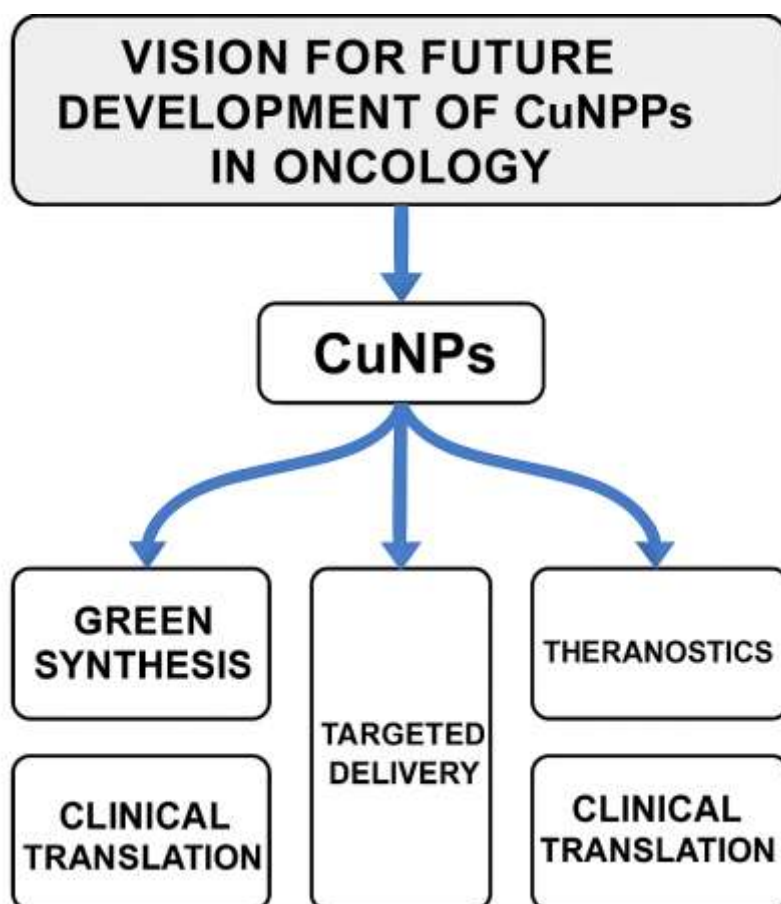 VISION FOR FUTURE
DEVELOPMENT OF CuNPPs
IN ONCOLOGY
CuNPs
GREEN
SYNTHESIS
TARGETED
DELIVERY
THERANOSTICS
CLINICAL
TRANSLATION
CLINICAL
TRANSLATION